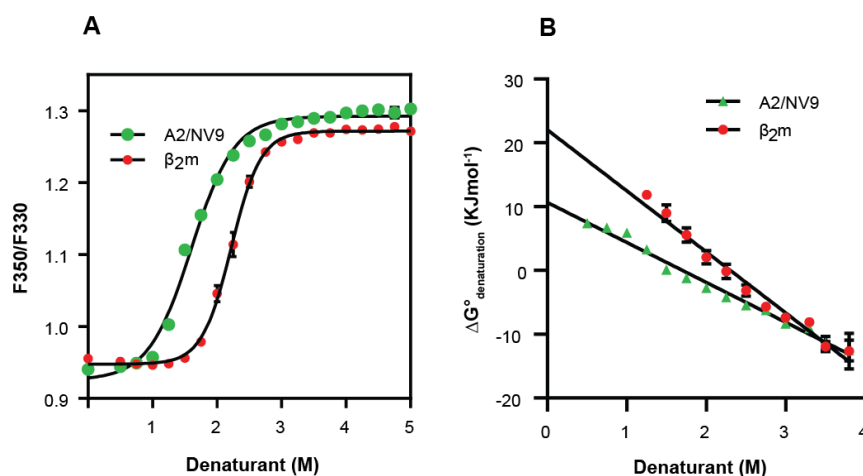 A
F350/F330
1.3
1.2
1.1
1.0
0.9
A2/NV9
β2m
1
2
3
4
5
Denaturant (M)
B
ΔG°denaturation (KJmol-1)
30
20
10
0
-10
-20
A2/NV9
β2m
0
1
2
3
4
Denaturant (M)